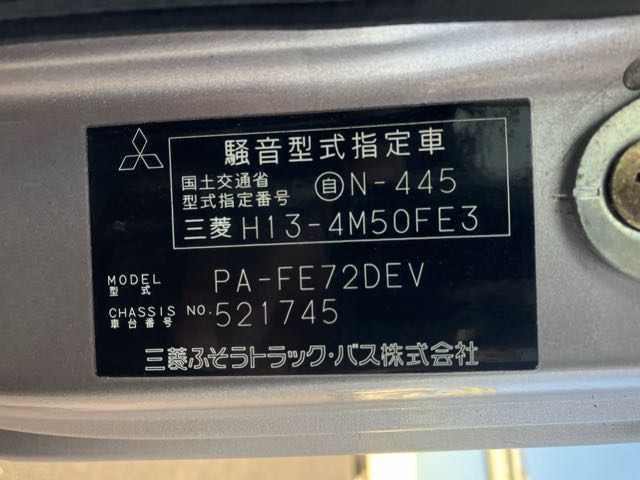 騒音型式指定車
国土交通省
型式指定番号 自N-445
三菱 H13-4M50FE3
MODEL
型式 PA-FE72DEV
CHASSIS NO.
車台番号 521745
三菱ふそうトラック・バス株式会社